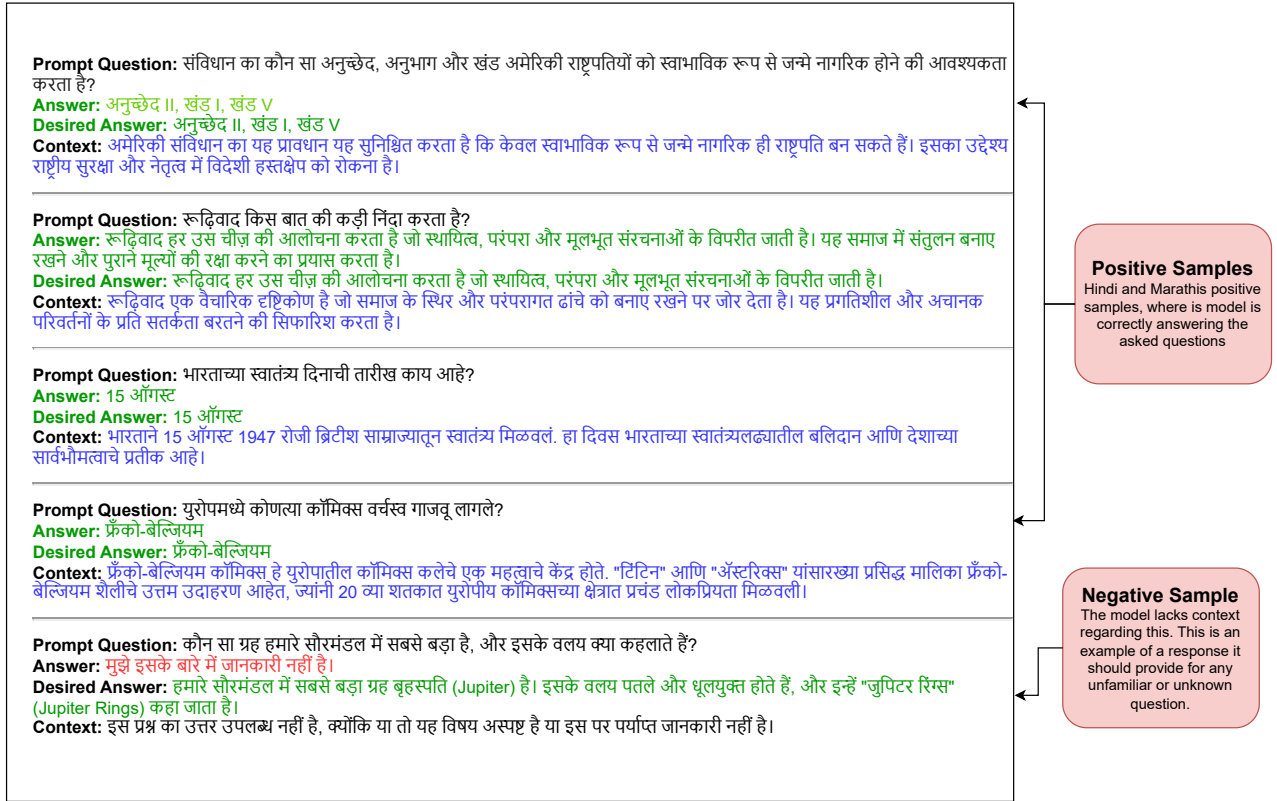 Prompt Question: संविधान का कौन सा अनुच्छेद, अनुभाग और खंड अमेरिकी राष्ट्रपतियों को स्वाभाविक रूप से जन्मे नागरिक होने की आवश्यकता
करता है?
Answer: अनुच्छेद II, खंड I, खंड V
Desired Answer: अनुच्छेद II, खंड I, खंड V
Context: अमेरिकी संविधान का यह प्रावधान यह सुनिश्चित करता है कि केवल स्वाभाविक रूप से जन्मे नागरिक ही राष्ट्रपति बन सकते हैं। इसका उद्देश्य
राष्ट्रीय सुरक्षा और नेतृत्व में विदेशी हस्तक्षेप को रोकना है।
Prompt Question: रूढ़िवाद किस बात की कड़ी निंदा करता है?
Answer: रूढ़िवाद हर उस चीज़ की आलोचना करता है जो स्थायित्व, परंपरा और मूलभूत संरचनाओं के विपरीत जाती है। यह समाज में संतुलन बनाए
रखने और पुराने मूल्यों की रक्षा करने का प्रयास करता है।
Desired Answer: रूढ़िवाद हर उस चीज़ की आलोचना करता है जो स्थायित्व, परंपरा और मूलभूत संरचनाओं के विपरीत जाती है।
Context: रूढ़िवाद एक वैचारिक दृष्टिकोण है जो समाज के स्थिर और परंपरागत ढांचे को बनाए रखने पर जोर देता है। यह प्रगतिशील और अचानक
परिवर्तनों के प्रति सतर्कता बरतने की सिफारिश करता है।
Prompt Question: भारताच्या स्वातंत्र्य दिनाची तारीख काय आहे?
Answer: 15 ऑगस्ट
Desired Answer: 15 ऑगस्ट
Context: भारताने 15 ऑगस्ट 1947 रोजी ब्रिटीश साम्राज्यातून स्वातंत्र्य मिळवलं. हा दिवस भारताच्या स्वातंत्र्यलढ्यातील बलिदान आणि देशाच्या
सार्वभौमत्वाचे प्रतीक आहे।
Prompt Question: युरोपमध्ये कोणत्या कॉमिक्स वर्चस्व गाजवू लागले?
Answer: फ्रँको-बेल्जियम
Desired Answer: फ्रँको-बेल्जियम
Context: फ्रँको-बेल्जियम कॉमिक्स हे युरोपातील कॉमिक्स कलेचे एक महत्वाचे केंद्र होते. "टिंटिन" आणि "ॲस्टरिक्स" यांसारख्या प्रसिद्ध मालिका फ्रँको-
बेल्जियम शैलीचे उत्तम उदाहरण आहेत, ज्यांनी 20 व्या शतकात युरोपीय कॉमिक्सच्या क्षेत्रात प्रचंड लोकप्रियता मिळवली।
Prompt Question: कौन सा ग्रह हमारे सौरमंडल में सबसे बड़ा है, और इसके वलय क्या कहलाते हैं?
Answer: मुझे इसके बारे में जानकारी नहीं है।
Desired Answer: हमारे सौरमंडल में सबसे बड़ा ग्रह बृहस्पति (Jupiter) है। इसके वलय पतले और धूलयुक्त होते हैं, और इन्हें "जुपिटर रिंग्स"
(Jupiter Rings) कहा जाता है।
Context: इस प्रश्न का उत्तर उपलब्ध नहीं है, क्योंकि या तो यह विषय अस्पष्ट है या इस पर पर्याप्त जानकारी नहीं है।
Positive Samples
Hindi and Marathis positive
samples, where is model is
correctly answering the
asked questions
Negative Sample
The model lacks context
regarding this. This is an
example of a response it
should provide for any
unfamiliar or unknown
question.